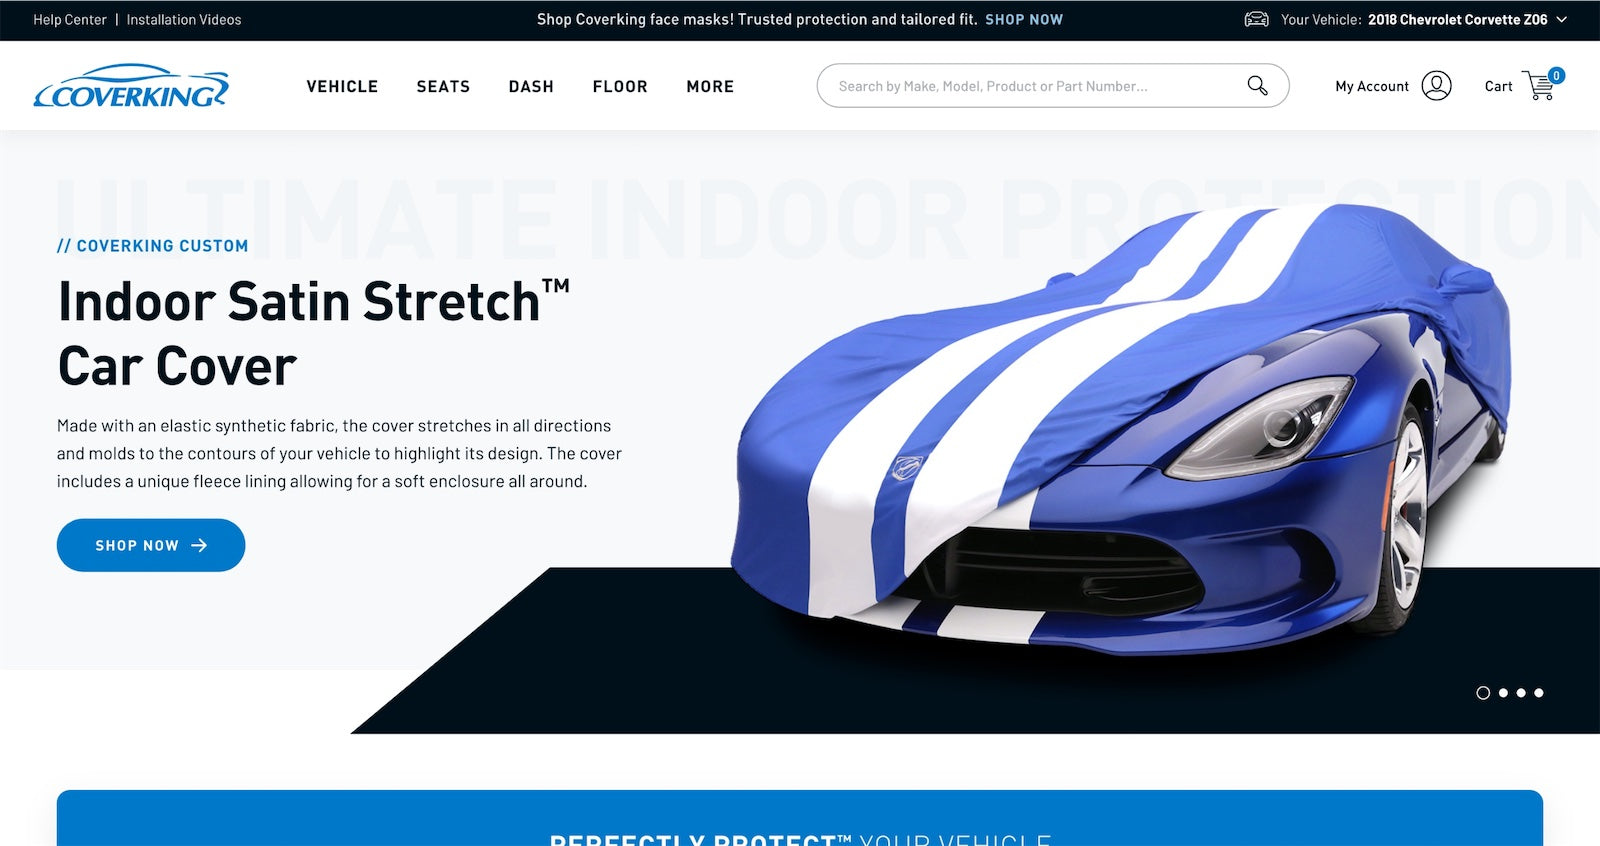 Help Center | Installation Videos
Shop Coverking face masks! Trusted protection and tailored fit. SHOP NOW
Your Vehicle: 2018 Chevrolet Corvette Z06
COVERKING
VEHICLE SEATS DASH FLOOR MORE
Search by Make, Model, Product or Part Number...
My Account
Cart 0
ULTIMATE INDOOR PROTECTION
// COVERKING CUSTOM
Indoor Satin Stretch™
Car Cover
Made with an elastic synthetic fabric, the cover stretches in all directions
and molds to the contours of your vehicle to highlight its design. The cover
includes a unique fleece lining allowing for a soft enclosure all around.
SHOP NOW
PERFECTLY PROTECT™ YOUR VEHICLE